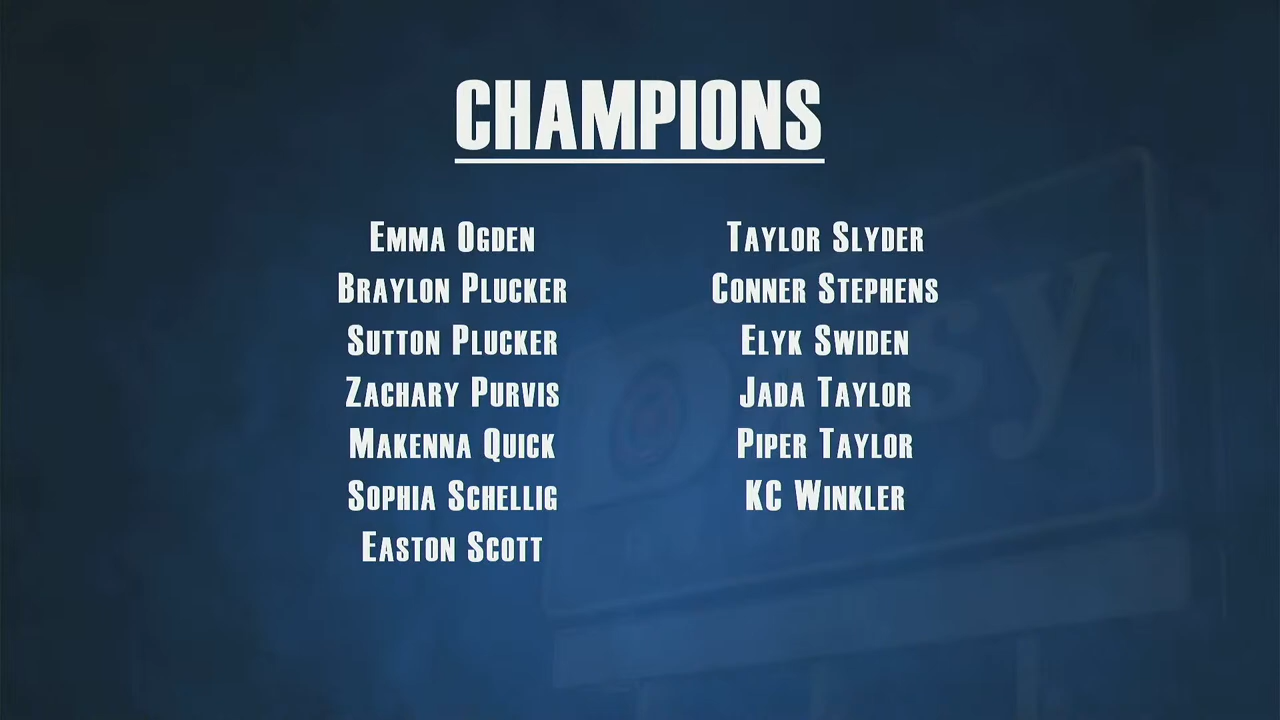 CHAMPIONS
EMMA OGDEN
BRAYLON PLUCKER
SUTTON PLUCKER
ZACHARY PURVIS
MAKENNA QUICK
SOPHIA SCHELLIG
EASTON SCOTT
TAYLOR SLYDER
CONNER STEPHENS
ELYK SWIDEN
JADA TAYLOR
PIPER TAYLOR
KC WINKLER